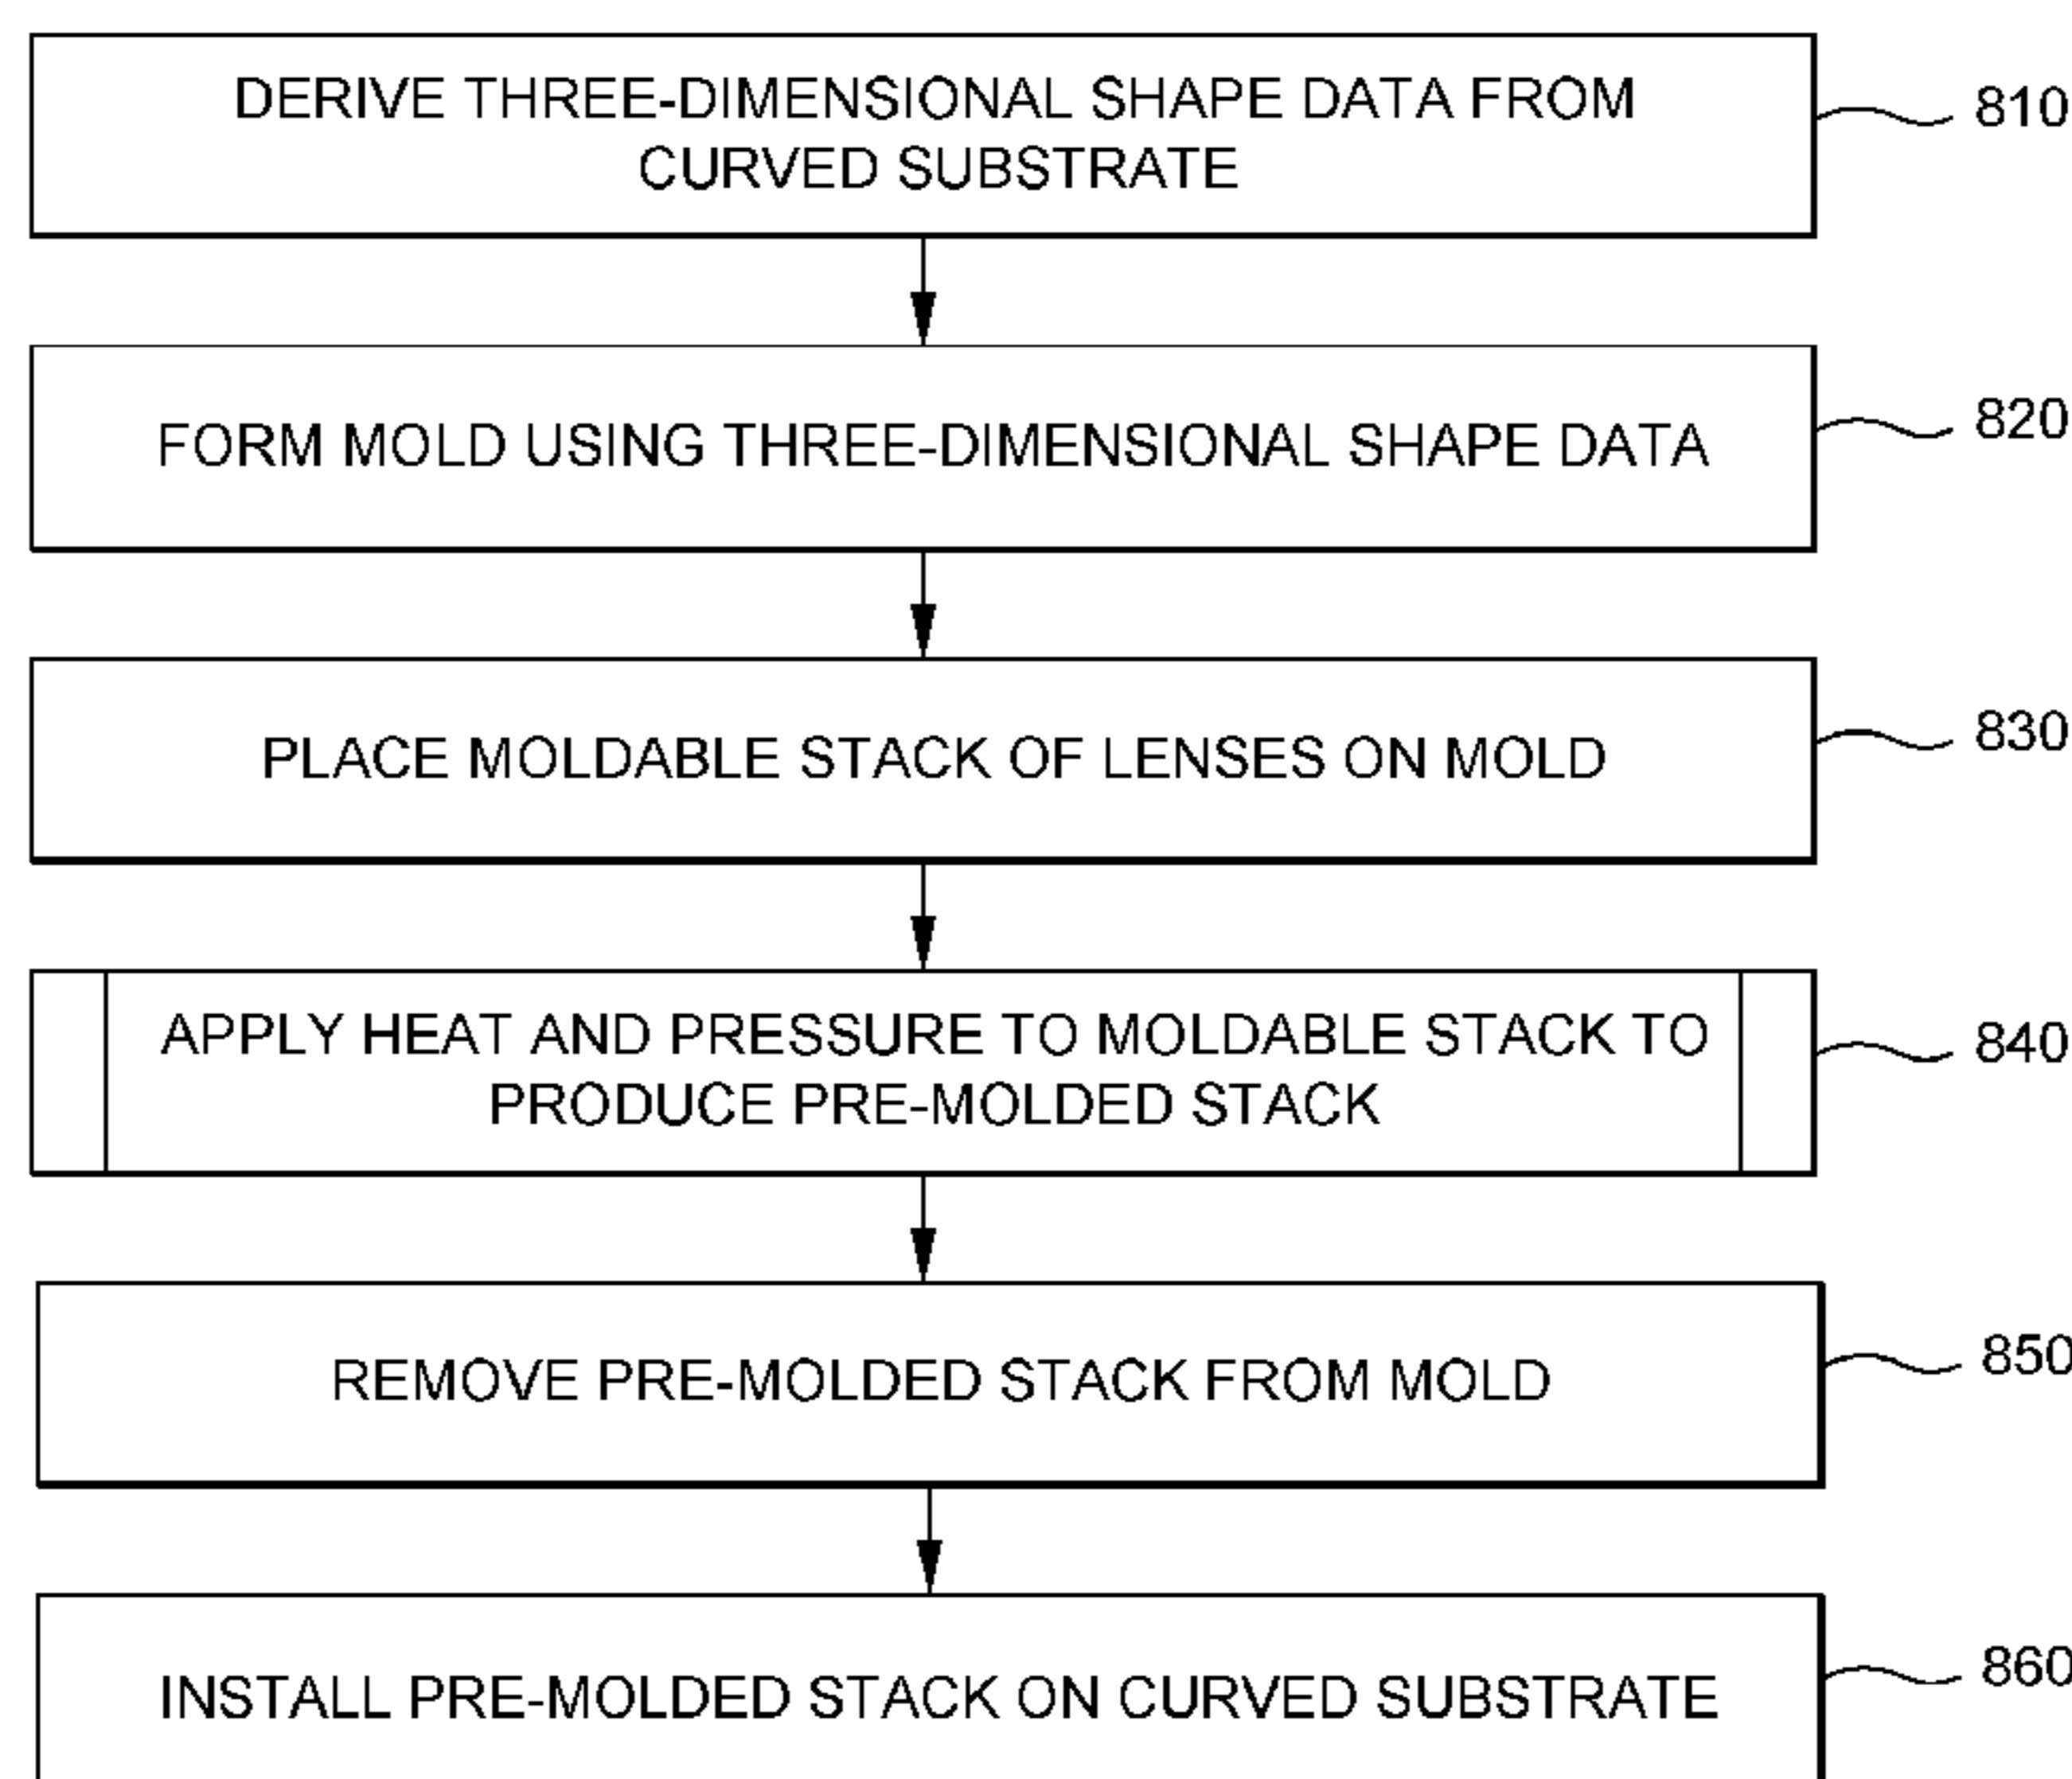 DERIVE THREE-DIMENSIONAL SHAPE DATA FROM
CURVED SUBSTRATE
810
FORM MOLD USING THREE-DIMENSIONAL SHAPE DATA
820
PLACE MOLDABLE STACK OF LENSES ON MOLD
830
APPLY HEAT AND PRESSURE TO MOLDABLE STACK TO
PRODUCE PRE-MOLDED STACK
840
REMOVE PRE-MOLDED STACK FROM MOLD
850
INSTALL PRE-MOLDED STACK ON CURVED SUBSTRATE
860